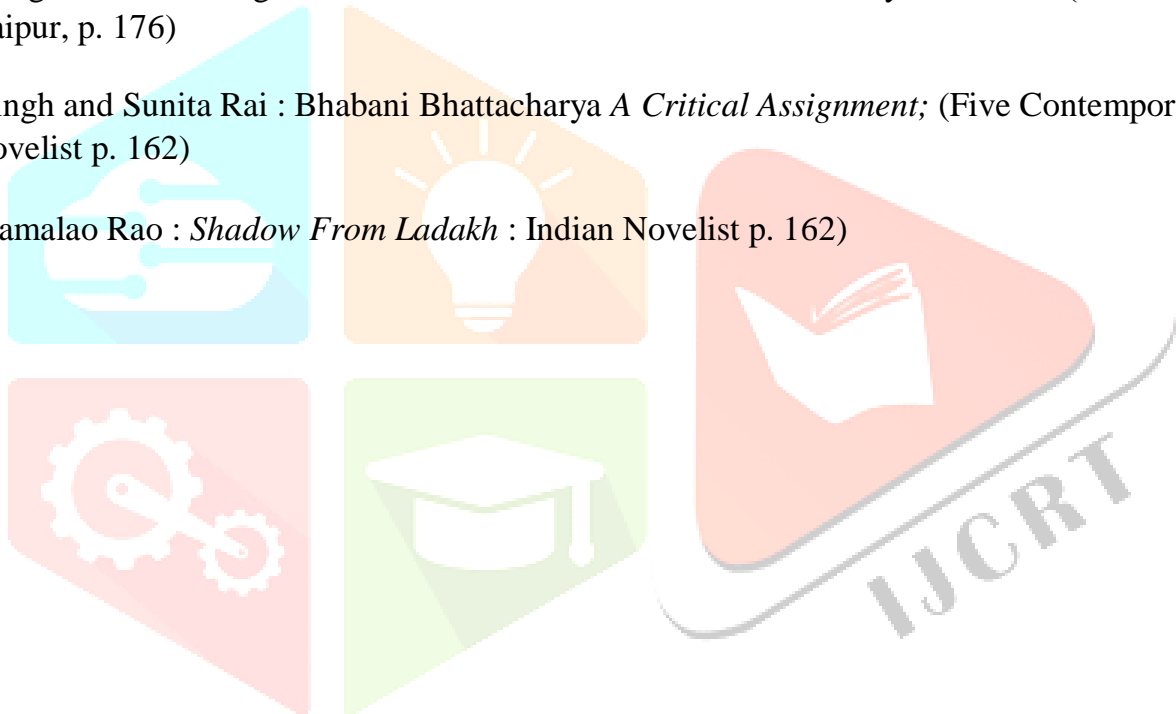 aipur, p. 176)
ingh and Sunita Rai : Bhabani Bhattacharya A Critical Assignment; (Five Contempor
ovelist p. 162)
amalao Rao : Shadow From Ladakh : Indian Novelist p. 162)
IJCRT